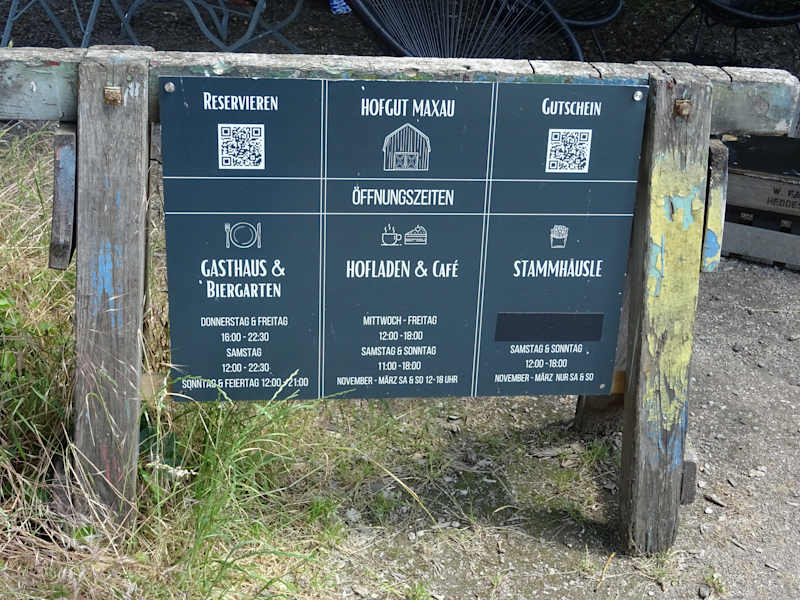 RESERVIEREN
HOFGUT MAXAU
GUTSCHEIN
ÖFFNUNGSZEITEN
GASTHAUS &
BIERGARTEN
DONNERSTAG & FREITAG
16:00 - 22:30
SAMSTAG
12:00 - 22:30
SONNTAG & FEIERTAG 12:00 - 21:00
HOFLADEN & CAFé
MITTWOCH - FREITAG
12:00 -18:00
SAMSTAG & SONNTAG
11:00 -18:00
NOVEMBER - MÄRZ SA & SO 12-18 UHR
STAMMHÄUSLE
SAMSTAG & SONNTAG
12:00 -18:00
NOVEMBER - MÄRZ NUR SA & SO